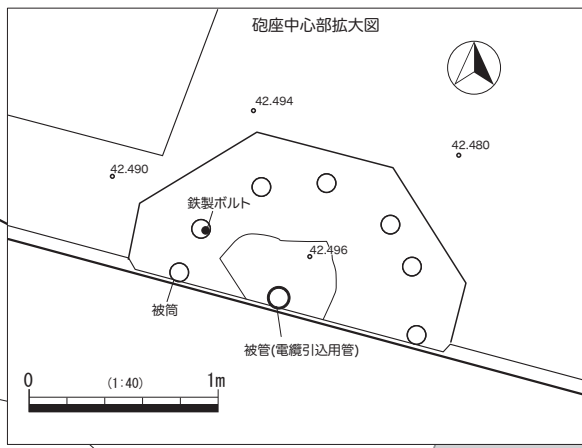 砲座中心部拡大図
42.494
42.480
42.490
鉄製ボルト
42.496
被筒
被管(電纜引込用管)
0 (1:40) 1m